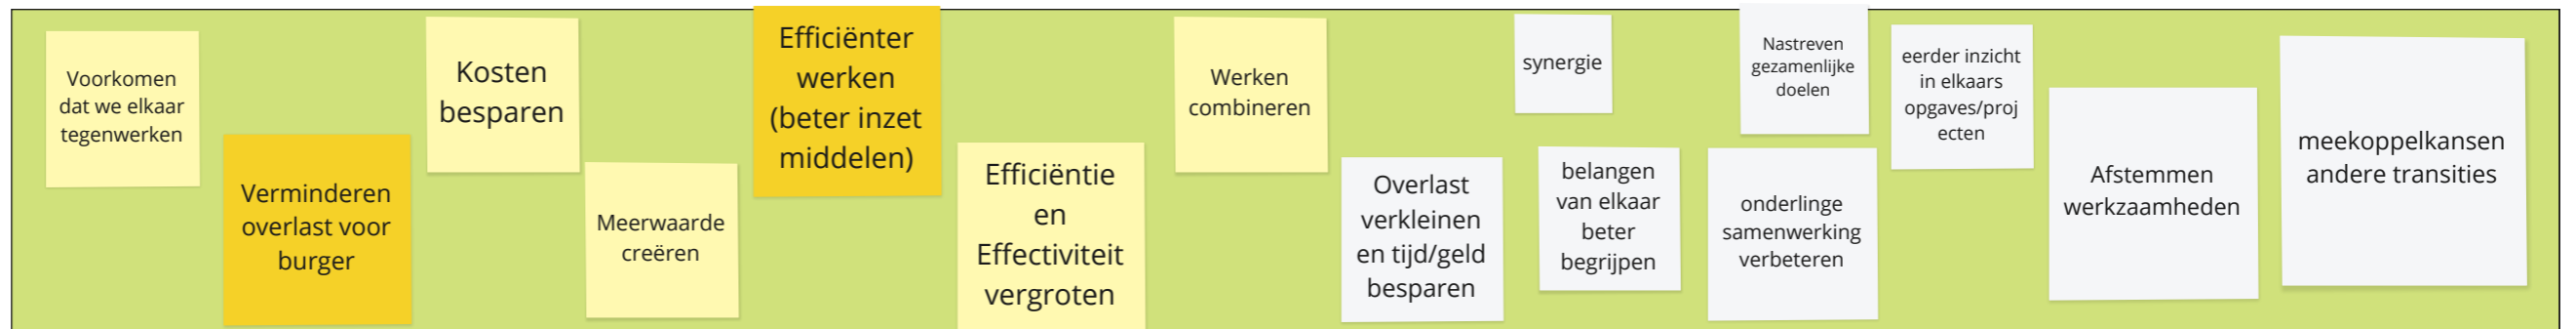 Voorkomen
dat we elkaar
tegenwerken
Verminderen
overlast voor
burger
Kosten
besparen
Meerwaarde
creëren
Efficiënter
werken
(beter inzet
middelen)
Efficiëntie
en
Effectiviteit
vergroten
Werken
combineren
Overlast
verkleinen
en tijd/geld
besparen
synergie
belangen
van elkaar
beter
begrijpen
Nastreven
gezamenlijke
doelen
onderlinge
samenwerking
verbeteren
eerder inzicht
in elkaars
opgaves/proj
ecten
Afstemmen
werkzaamheden
meekoppelkansen
andere transities